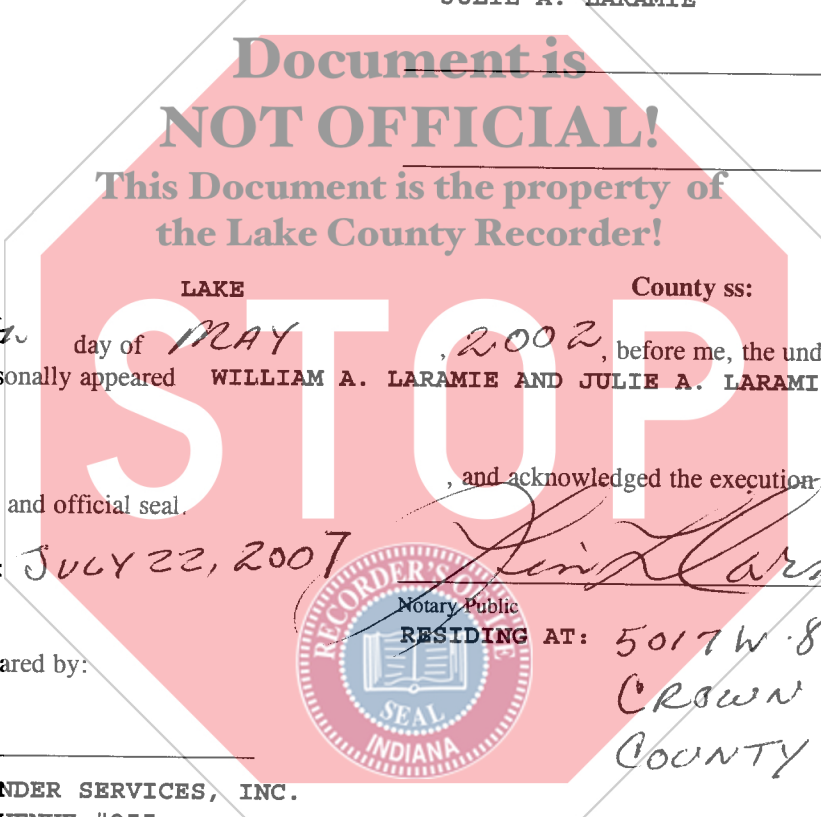 JULIE A. LARAMIE
Document is
NOT OFFICIAL!
This Document is the property of
the Lake County Recorder!
LAKE County ss:
day of MAY , 2002, before me, the und
sonally appeared WILLIAM A. LARAMIE AND JULIE A. LARAMI
STOP
, and acknowledged the execution
and official seal.
: JULY 22, 2007
Notary Public
RESIDING AT: 5017 W. 8
ared by:
CROWN
COUNTY
RECORDER'S OFFICE
SEAL
INDIANA
NDER SERVICES, INC.